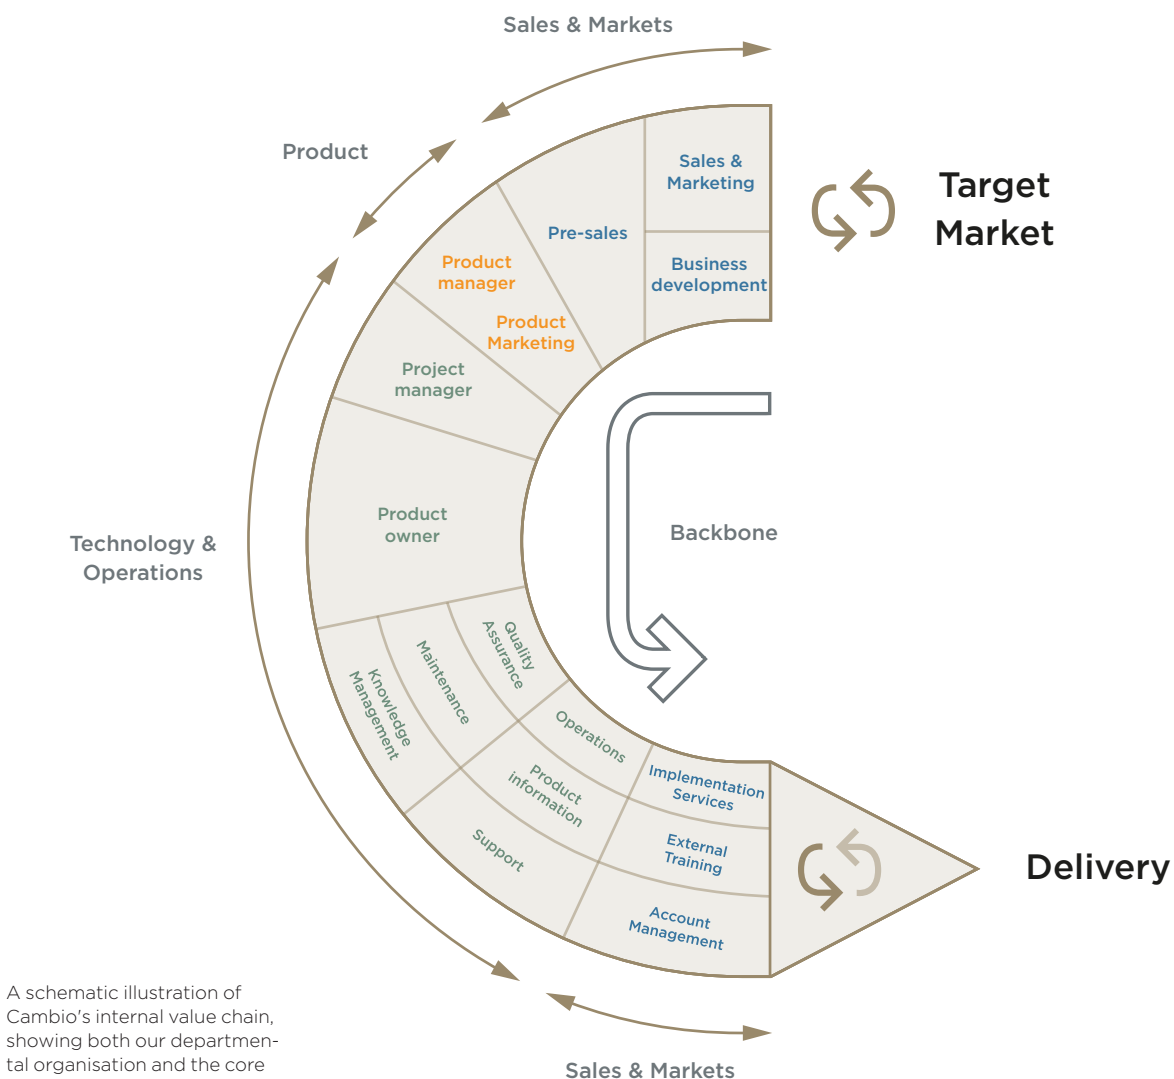 Sales & Markets
Product
Sales &
Marketing
Target
Market
Pre-sales
Business
development
Product
manager
Product
Marketing
Project
manager
Product
owner
Backbone
Technology &
Operations
Quality
Assurance
Maintenance
Knowledge
Management
Operations
Product
information
Support
Implementation
Services
External
Training
Account
Management
Delivery
A schematic illustration of
Cambio's internal value chain,
showing both our departmen-
tal organisation and the core
Sales & Markets